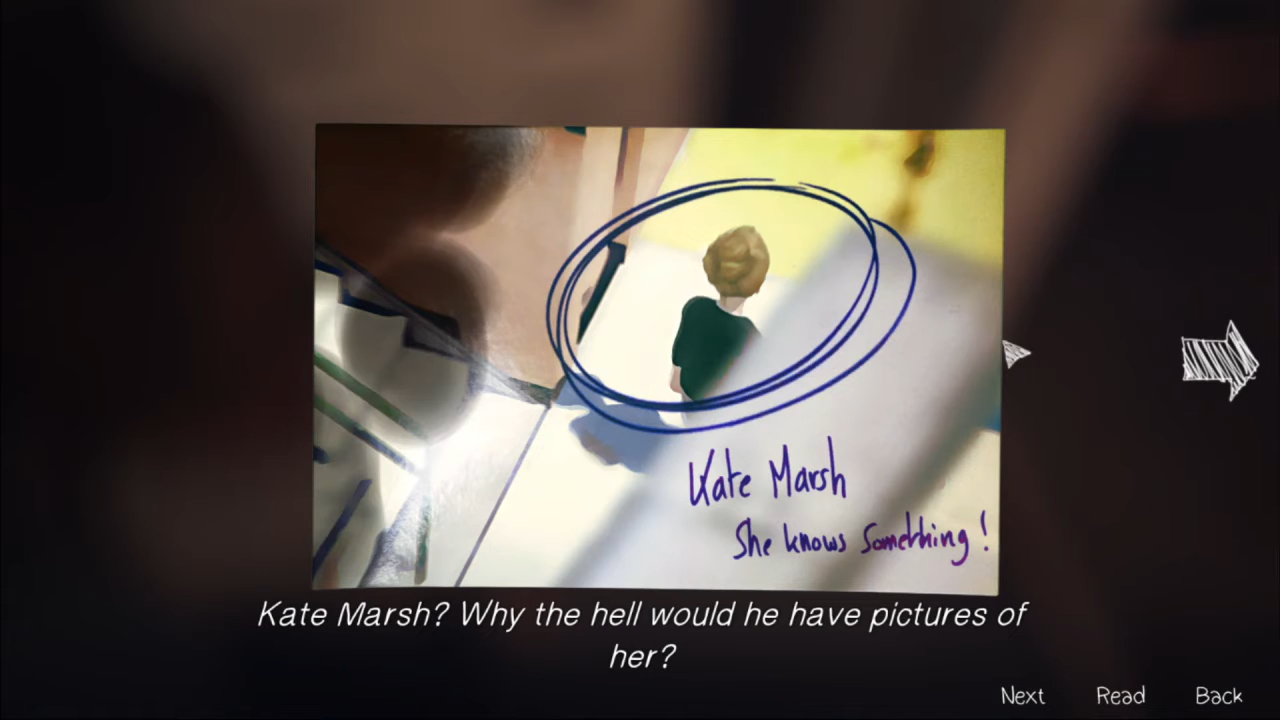 Kate Marsh
She knows something!
Kate Marsh? Why the hell would he have pictures of
her?
Next Read Back